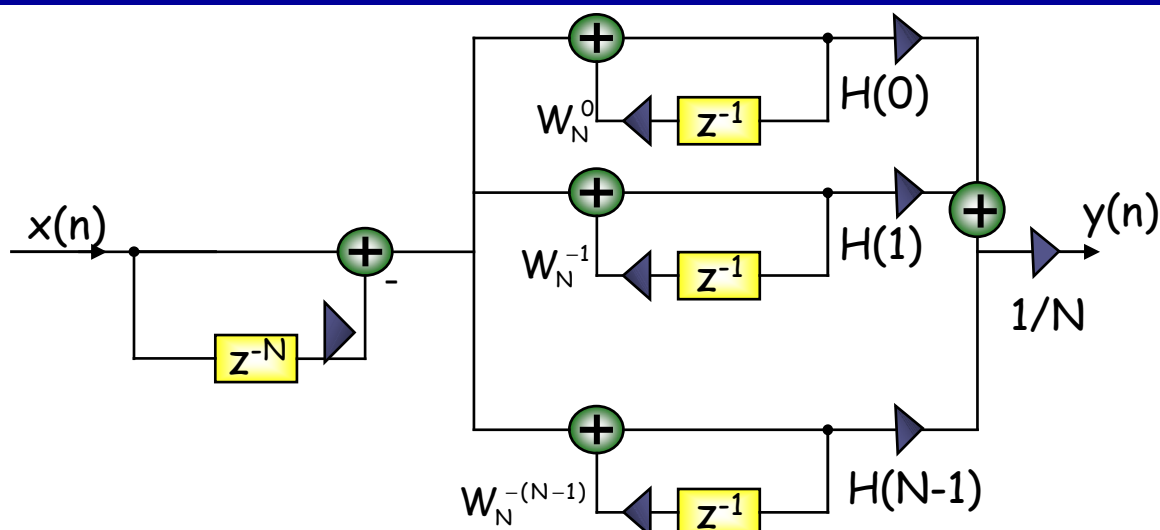 H(0)
W_N^0
z^{-1}
x(n)
y(n)
H(1)
W_N^{-1}
z^{-1}
-
1/N
z^{-N}
H(N-1)
W_N^{-(N-1)}
z^{-1}